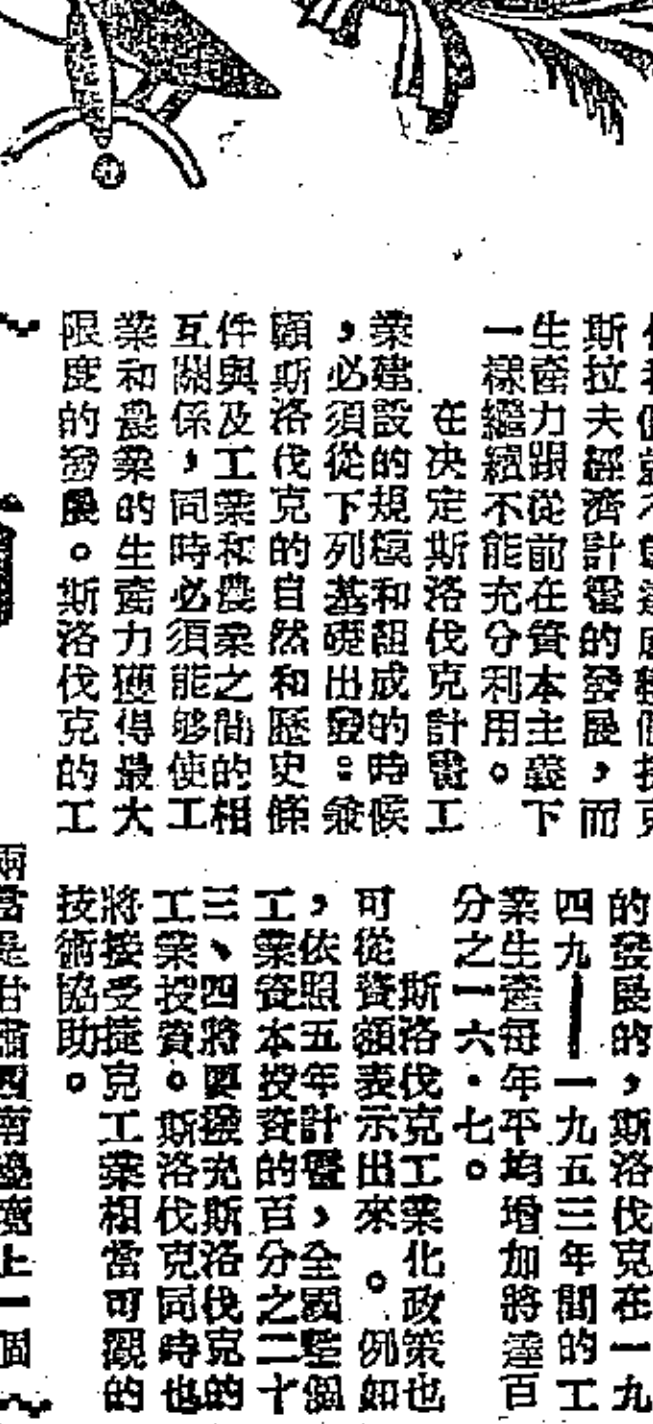 斯拉夫經濟計劃的發展，而
生產力跟從前在資本主義下
一樣繼續不能充分利用。
在决定斯洛伐克計劃工
業建設的規模和組成的時候
，必須從下列基礎出發：兼
顧斯洛伐克的自然和歷史條
件與及工業和農業之間的相
互關係，同時必須能够使工
業和農業的生產力獲得最大
限度的發展。斯洛伐克的工
的發展的，斯洛伐克在一九
四九——一九五三年間的工
業生產每年平均增加將達百
分之一六·七。
斯洛伐克工業化政策也
可從資額表示出來。例如
，依照五年計劃，全國整個
工業資本投資的百分之二十
三、四將要擴充斯洛伐克的
工業投資。斯洛伐克同時也
將接受捷克工業相當可觀的
技術協助。
上一個